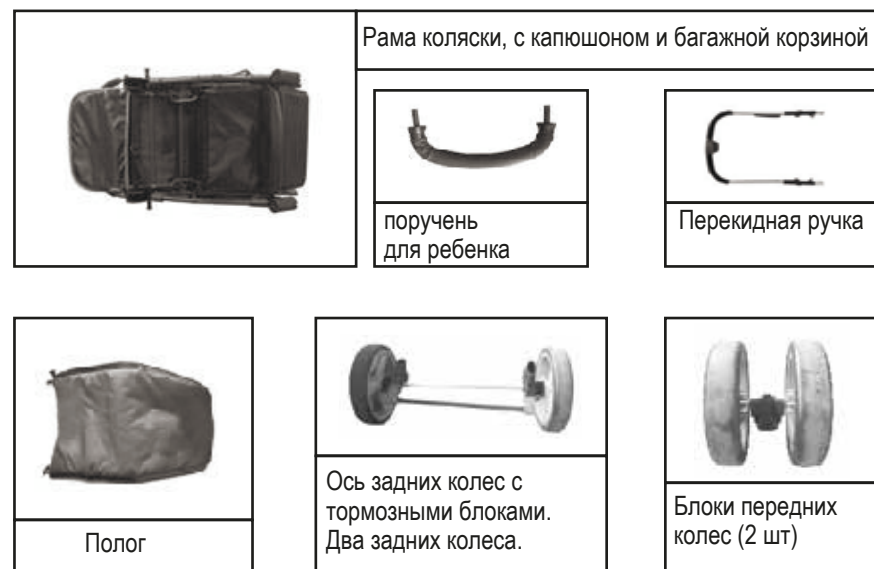 Рама коляски, с капюшоном и багажной корзиной
поручень
для ребенка
Перекидная ручка
Полог
Ось задних колес с
тормозными блоками.
Два задних колеса.
Блоки передних
колес (2 шт)